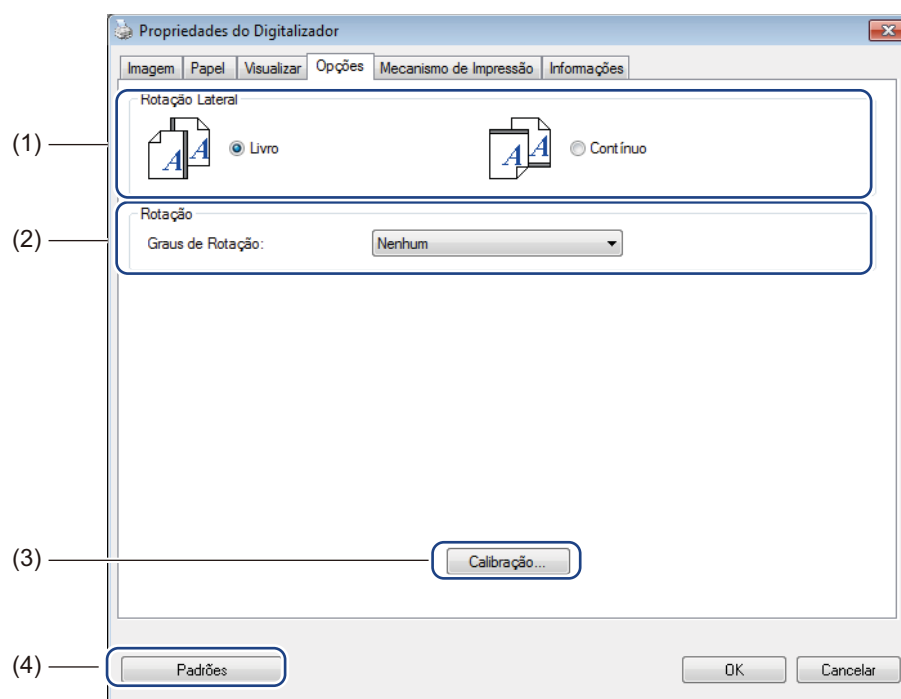 Propriedades do Digitalizador
Imagem Papel Visualizar Opções Mecanismo de Impressão Informações
Rotação Lateral
(1) A A Livro A A Contínuo
Rotação
(2) Graus de Rotação: Nenhum
(3) Calibração...
(4) Padrões OK Cancelar